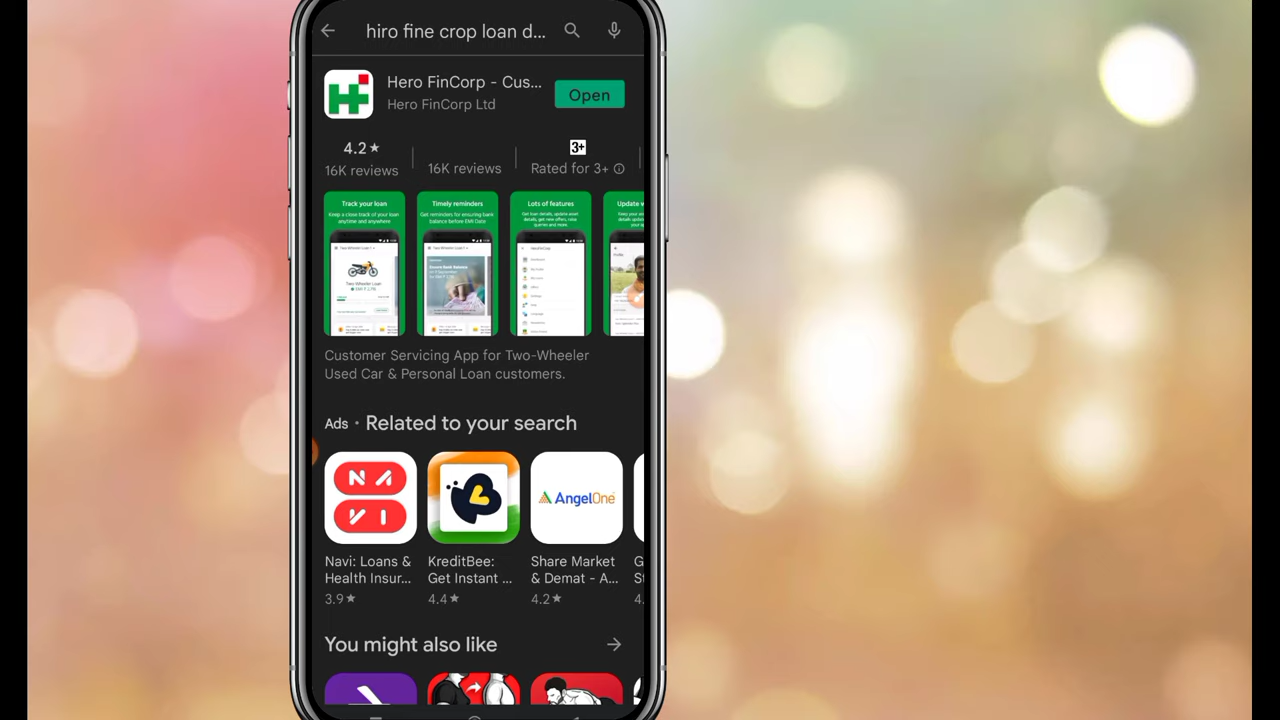 hiro fine crop loan d...
Hero FinCorp - Cus...
Hero FinCorp Ltd
Open
4.2★
16K reviews
16K reviews
3+
Rated for 3+
Track your loan
Keep a close track of your loan
anytime and anywhere
Timely reminders
Get reminders for ensuring bank
balance before EMI Date
Lots of features
Get loan details, update asset
details, get new offers, raise
queries and more.
Update
Two Wheeler Loan
Profile
Customer Servicing App for Two-Wheeler
Used Car & Personal Loan customers.
Ads • Related to your search
NAVI
AngelOne
Navi: Loans &
Health Insur...
3.9★
KreditBee:
Get Instant ...
4.4★
Share Market
& Demat - A...
4.2★
G
4.
You might also like